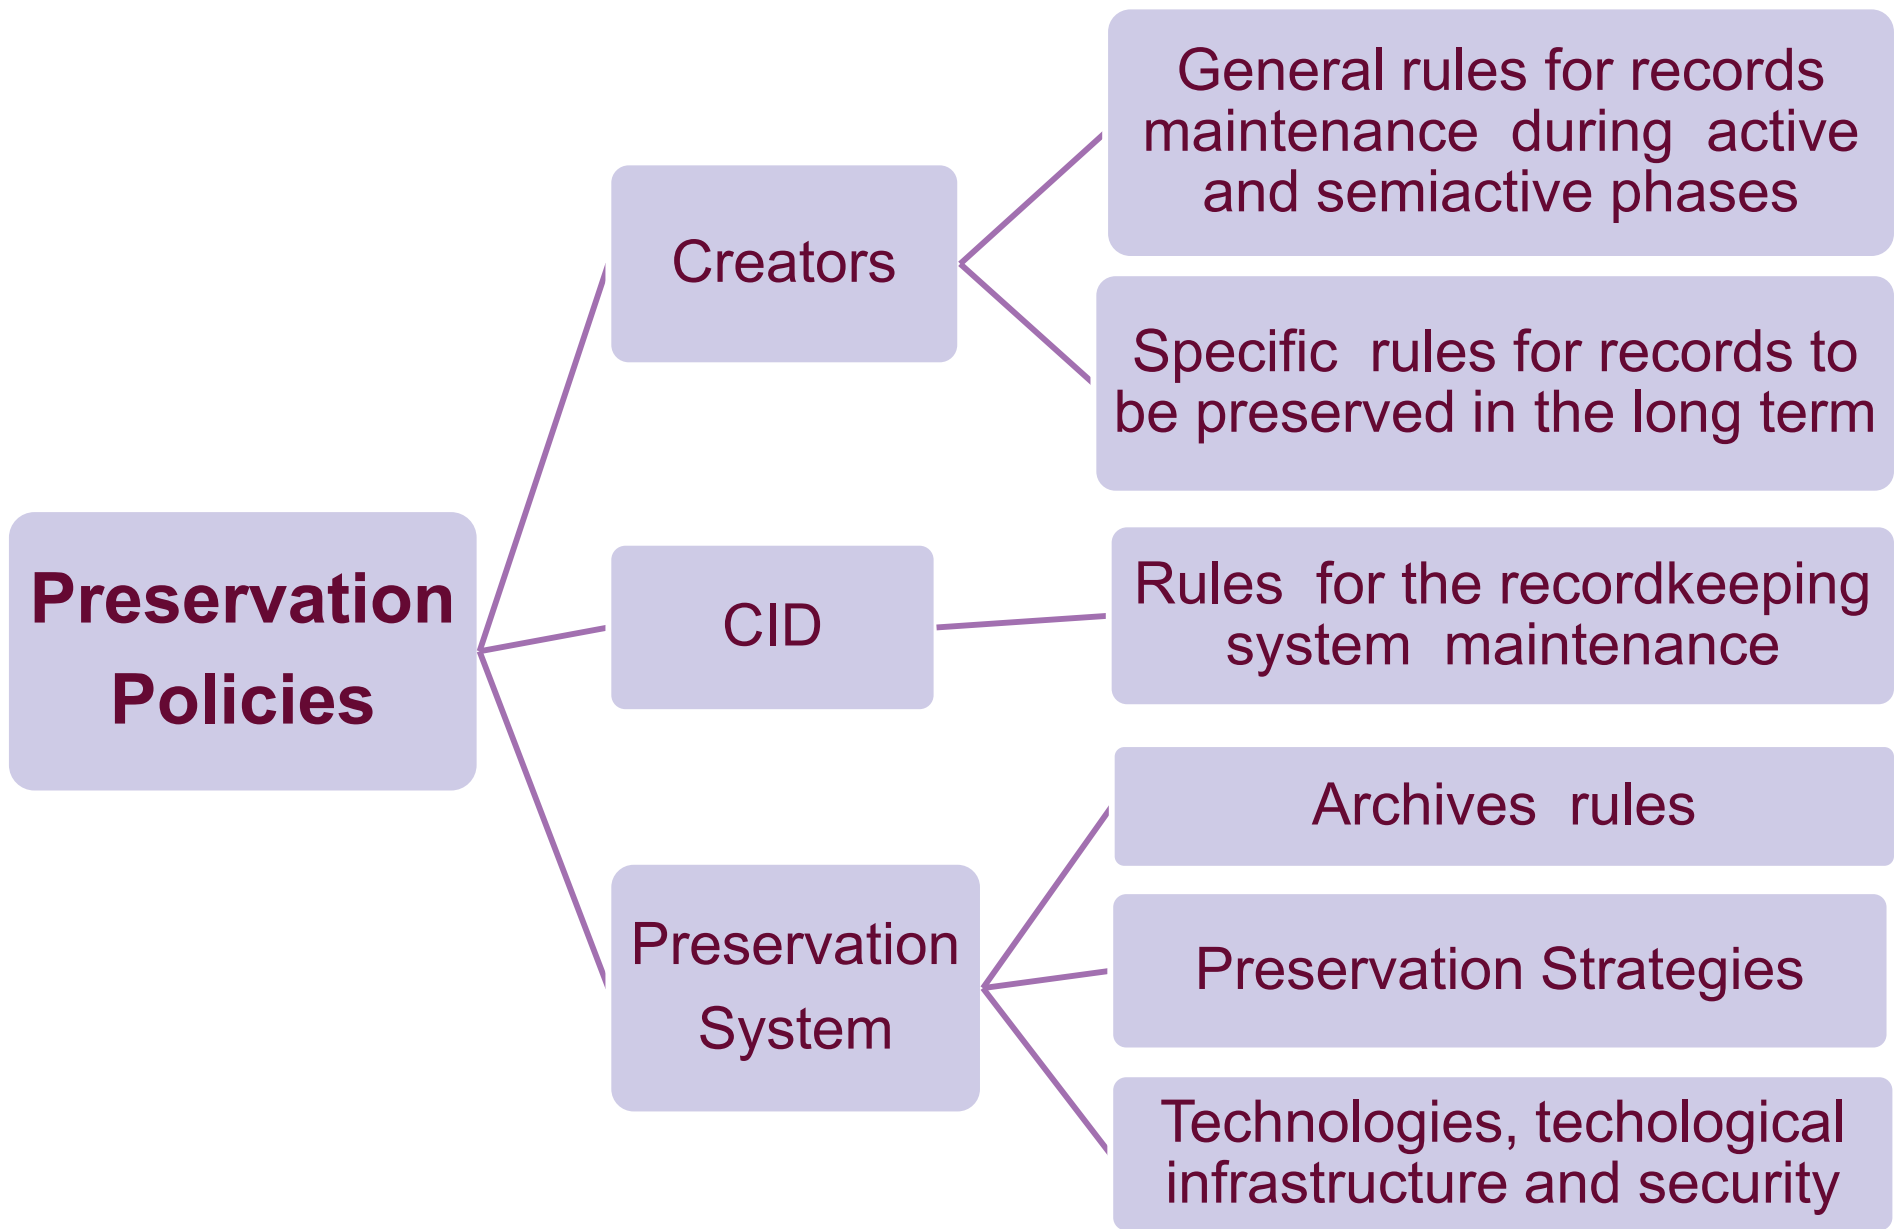 Preservation
Policies
Creators
General rules for records
maintenance during active
and semiactive phases
Specific rules for records to
be preserved in the long term
CID
Rules for the recordkeeping
system maintenance
Preservation
System
Archives rules
Preservation Strategies
Technologies, techological
infrastructure and security